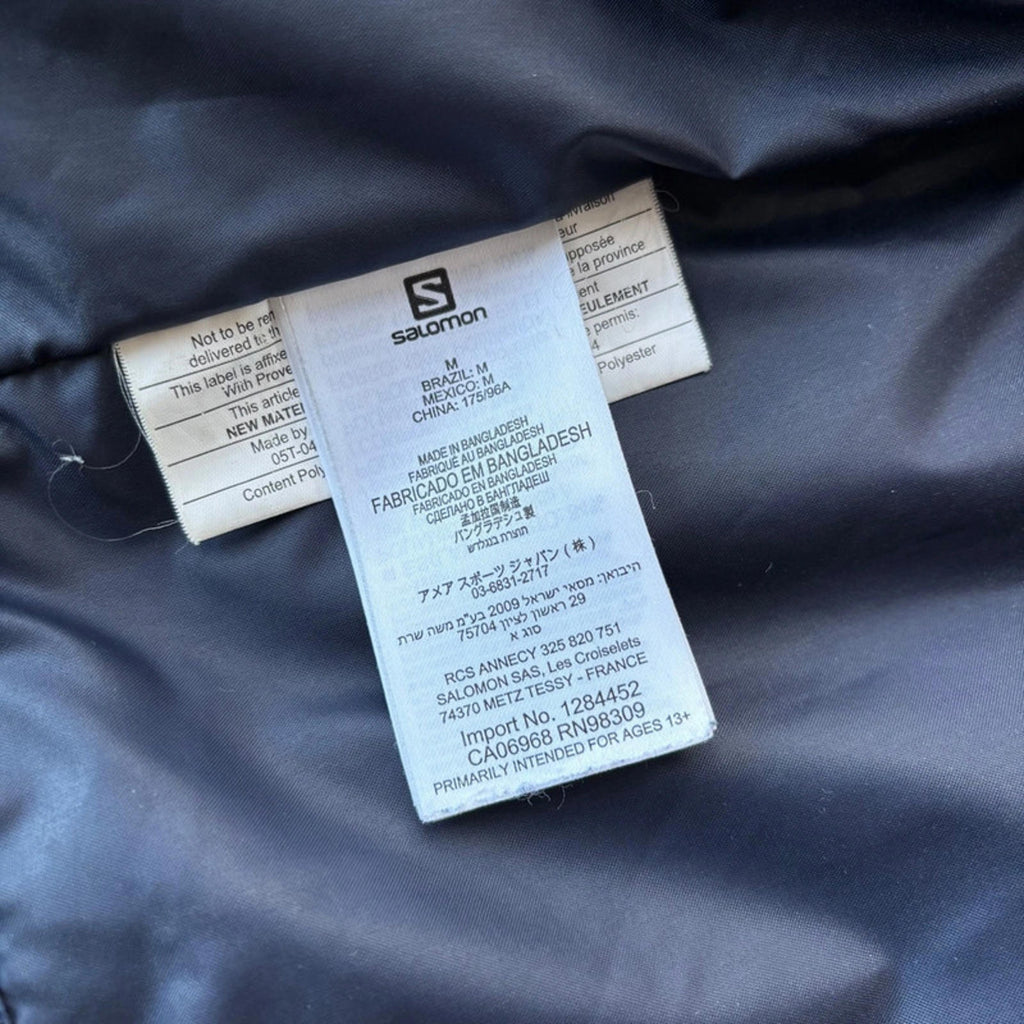 Not to be
delivered to
This label is affixe
With Prove
This article
NEW MATE
Made by
05T-04
Content Poly
SALOMON
M
BRAZIL: M
MEXICO: M
CHINA: 175/96A
MADE IN BANGLADESH
FABRIQUÉ AU BANGLADESH
FABRICADO EM BANGLADESH
FABRICADO EN BANGLADESH
СДЕЛАНО В БАНГЛАДЕШ
孟加拉国制造
バングラデシュ製
תוצרת בנגלדש
アメア スポーツ ジャパン (株)
03-6831-2717
היבואן: מסאי ישראל 2009 בע"מ משה שרת
29 ראשון לציון 75704
סוג א
RCS ANNECY 325 820 751
SALOMON SAS, Les Croiselets
74370 METZ TESSY - FRANCE
Import No. 1284452
CA06968 RN98309
PRIMARILY INTENDED FOR AGES 13+
livraison
eur
pposée
e la province
ent
EULEMENT
permis:
4
Polyester